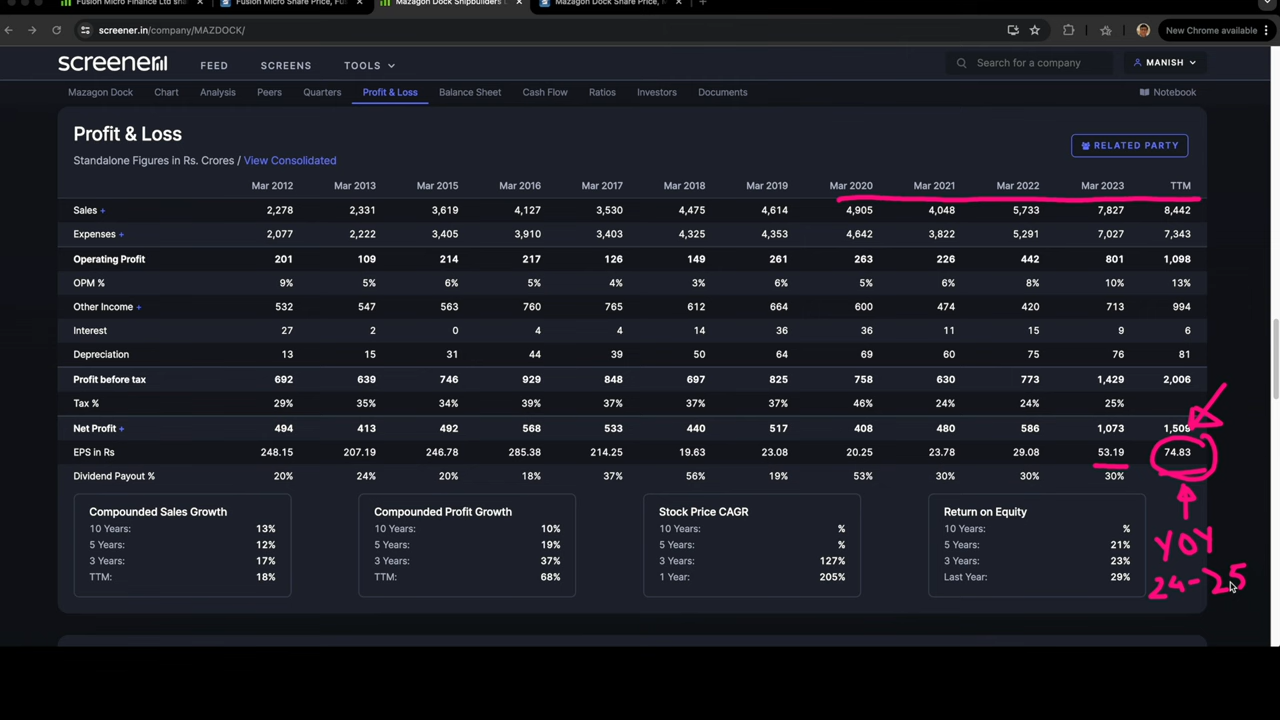 Fusion Micro Finance Ltd sha
Fusion Micro Share Price, Fu
Mazagon Dock Shipbuilders L
Mazagon Dock Share Price, M
screener.in/company/MAZDOCK/
New Chrome available
screener
FEED SCREENS TOOLS
Search for a company
MANISH
Mazagon Dock Chart Analysis Peers Quarters Profit & Loss Balance Sheet Cash Flow Ratios Investors Documents Notebook
Profit & Loss
Standalone Figures in Rs. Crores / View Consolidated
RELATED PARTY
Mar 2012 Mar 2013 Mar 2015 Mar 2016 Mar 2017 Mar 2018 Mar 2019 Mar 2020 Mar 2021 Mar 2022 Mar 2023 TTM
Sales + 2,278 2,331 3,619 4,127 3,530 4,475 4,614 4,905 4,048 5,733 7,827 8,442
Expenses + 2,077 2,222 3,405 3,910 3,403 4,325 4,353 4,642 3,822 5,291 7,027 7,343
Operating Profit 201 109 214 217 126 149 261 263 226 442 801 1,098
OPM % 9% 5% 6% 5% 4% 3% 6% 5% 6% 8% 10% 13%
Other Income + 532 547 563 760 765 612 664 600 474 420 713 994
Interest 27 2 0 4 4 14 36 36 11 15 9 6
Depreciation 13 15 31 44 39 50 64 69 60 75 76 81
Profit before tax 692 639 746 929 848 697 825 758 630 773 1,429 2,006
Tax % 29% 35% 34% 39% 37% 37% 37% 46% 24% 24% 25%
Net Profit + 494 413 492 568 533 440 517 408 480 586 1,073 1,509
EPS in Rs 248.15 207.19 246.78 285.38 214.25 19.63 23.08 20.25 23.78 29.08 53.19 74.83
Dividend Payout % 20% 24% 20% 18% 37% 56% 19% 53% 30% 30% 30%
Compounded Sales Growth
10 Years: 13%
5 Years: 12%
3 Years: 17%
TTM: 18%
Compounded Profit Growth
10 Years: 10%
5 Years: 19%
3 Years: 37%
TTM: 68%
Stock Price CAGR
10 Years: %
5 Years: %
3 Years: 127%
1 Year: 205%
Return on Equity
10 Years: %
5 Years: 21%
3 Years: 23%
Last Year: 29%
YOY
24-25